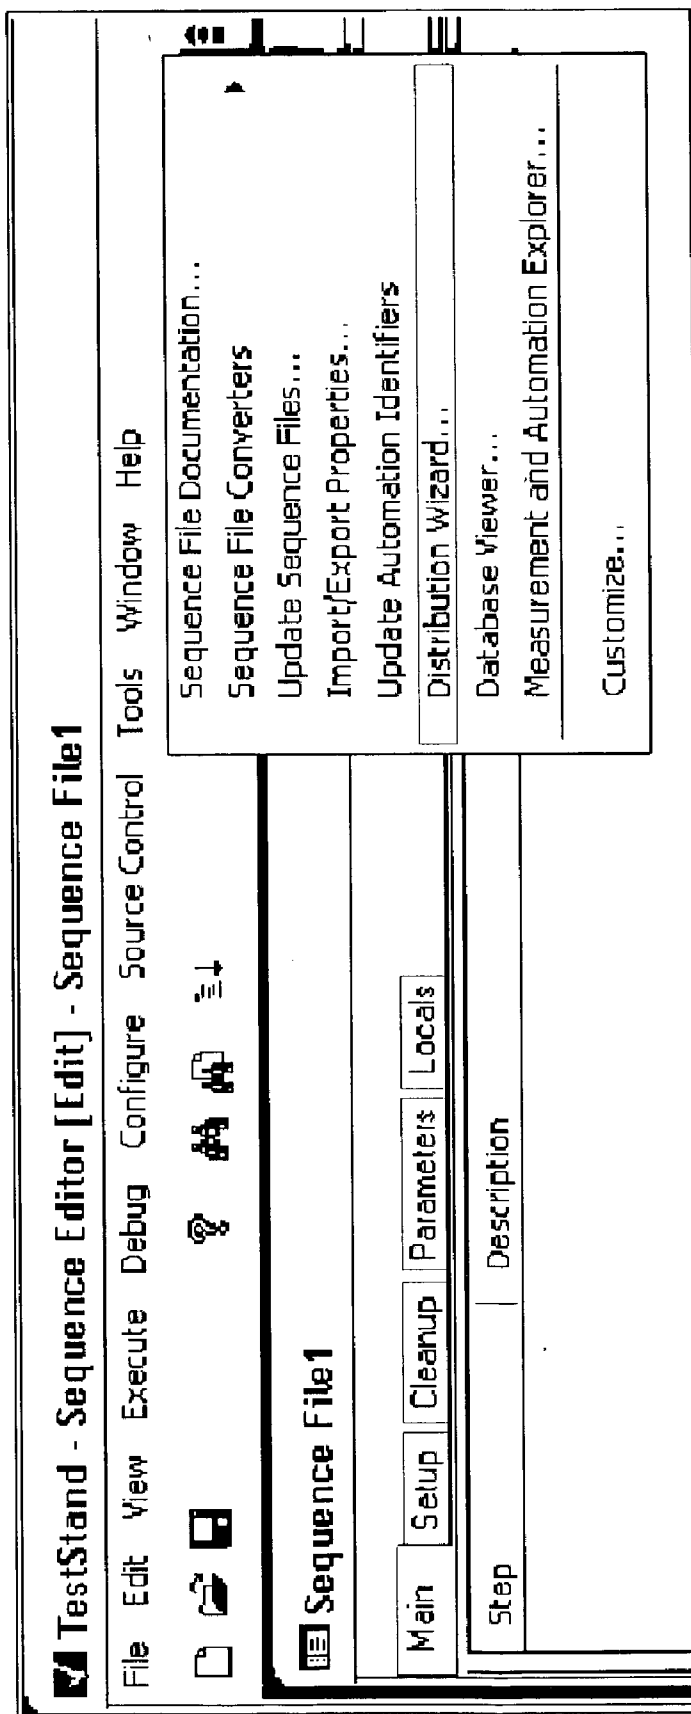 TestStand - Sequence Editor [Edit] - Sequence File1
File Edit View Execute Debug Configure Source Control Tools Window Help
Sequence File Documentation...
Sequence File Converters
Update Sequence Files...
Import/Export Properties...
Update Automation Identifiers
Distribution Wizard...
Database Viewer...
Measurement and Automation Explorer...
Customize...
Sequence File1
Main Setup Cleanup Parameters Locals
Step Description